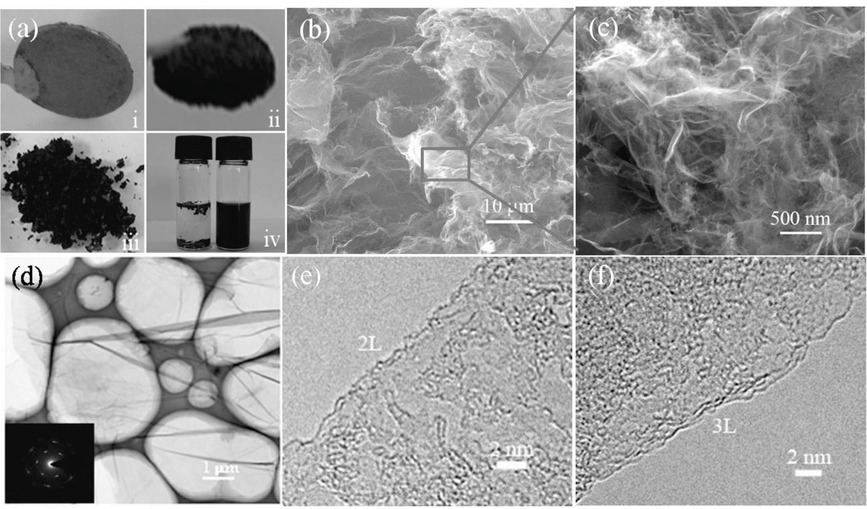 (a)
i
ii
iii
iv
(b)
10 μm
(c)
500 nm
(d)
1 μm
(e)
2L
2 nm
(f)
3L
2 nm